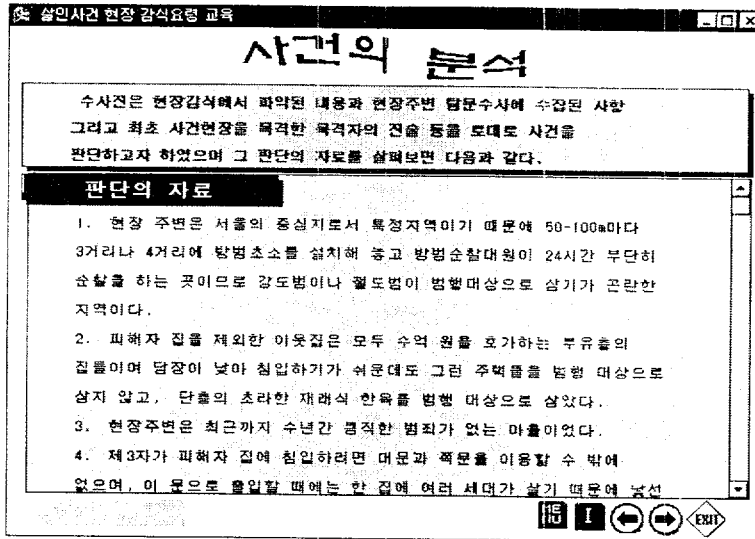 살인사건 현장 감식요령 교육
사건의 분석
수사진은 현장감식에서 파악된 내용과 현장주변 탐문수사에 수집된 사항
그리고 최초 사건현장을 목격한 목격자의 진술 등을 토대로 사건을
판단하고자 하였으며 그 판단의 자료를 살펴보면 다음과 같다.
판단의 자료
1. 현장 주변은 서울의 중심지로서 특정지역이기 때문에 50-100m마다
3거리나 4거리에 방범초소를 설치해 놓고 방범순찰대원이 24시간 부단히
순찰을 하는 곳이므로 강도범이나 절도범이 범행대상으로 삼기가 곤란한
지역이다.
2. 피해자 집을 제외한 이웃집은 모두 수억 원을 호가하는 부유층의
집들이며 담장이 낮아 침입하기가 쉬운데도 그런 주택들을 범행 대상으로
삼지 않고, 단층의 초라한 재래식 한옥을 범행 대상으로 삼았다.
3. 현장주변은 최근까지 수년간 큼직한 범죄가 없는 마을이었다.
4. 제3자가 피해자 집에 침입하려면 대문과 쪽문을 이용할 수 밖에
없으며, 이 문으로 출입할 때에는 한 집에 여러 세대가 살기 때문에 낯선
I
EXIT